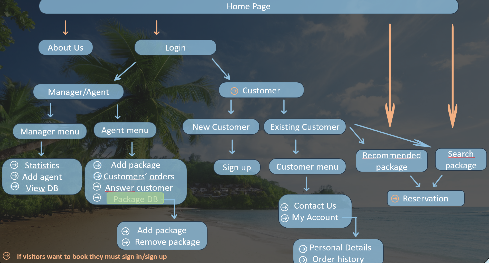 Home Page
About Us
Login
Manager/Agent
Customer
Manager menu
Agent menu
New Customer
Existing Customer
Recommended
package
Search
package
Statistics
Add agent
View DB
Add package
Customers' orders
Answer customer
Package DB
Sign up
Customer menu
Reservation
Contact Us
My Account
Add package
Remove package
Personal Details
Order history
If visitors want to book they must sign in/sign up